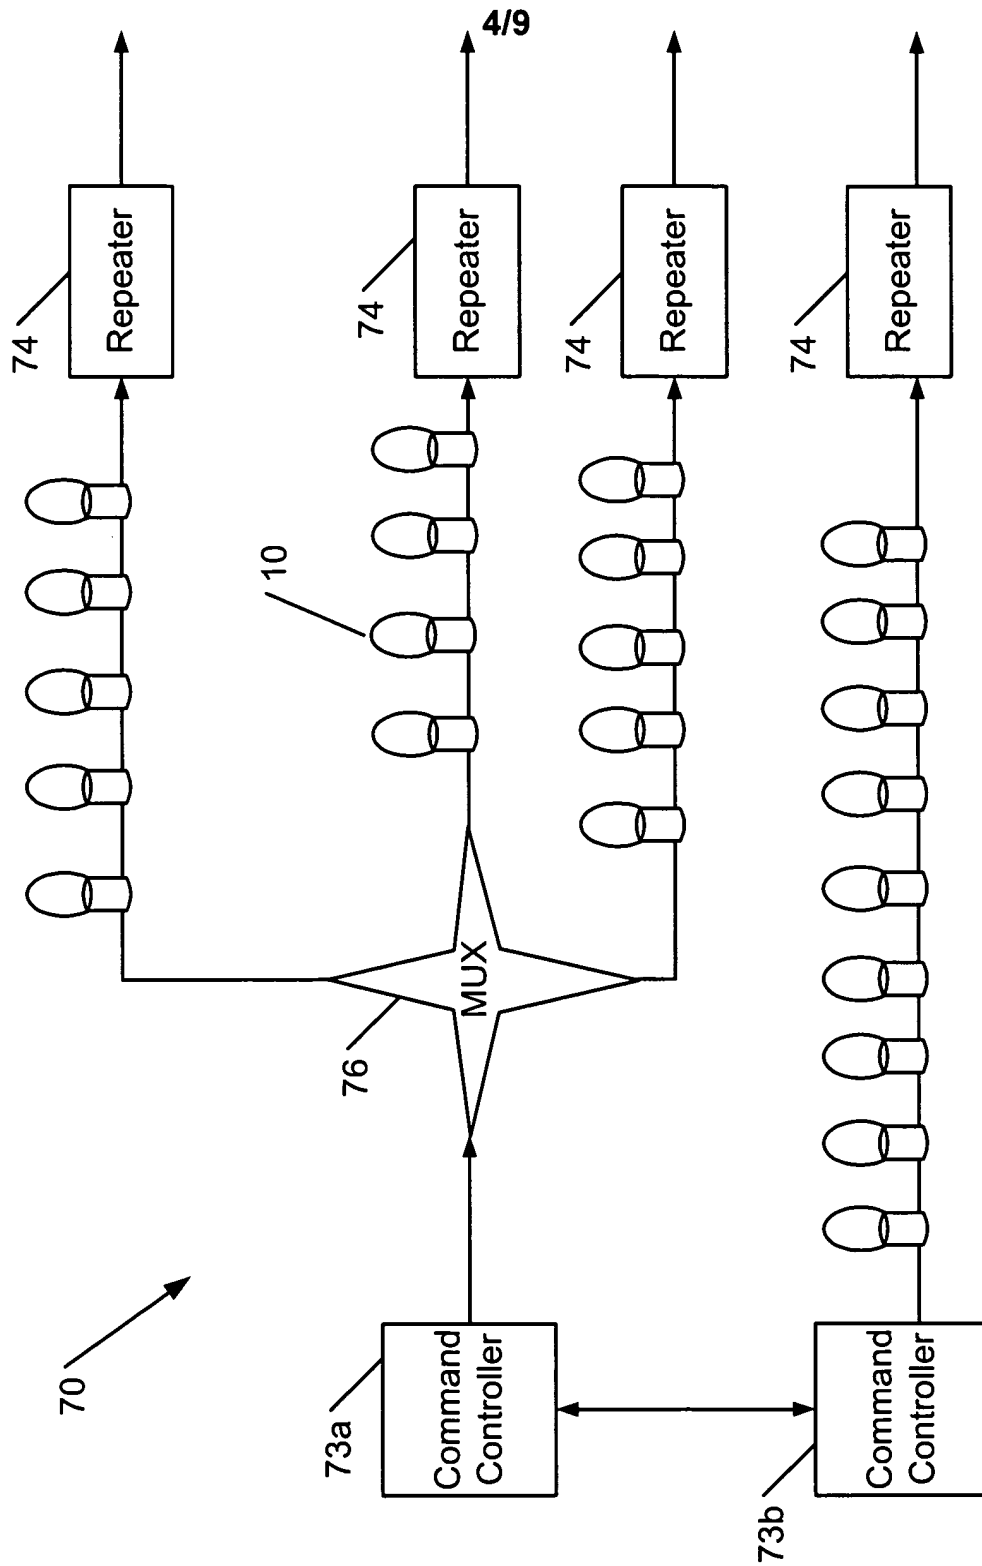 4/9
74
Repeater
74
Repeater
74
Repeater
74
Repeater
10
MUX
76
70
73a
Command
Controller
73b
Command
Controller